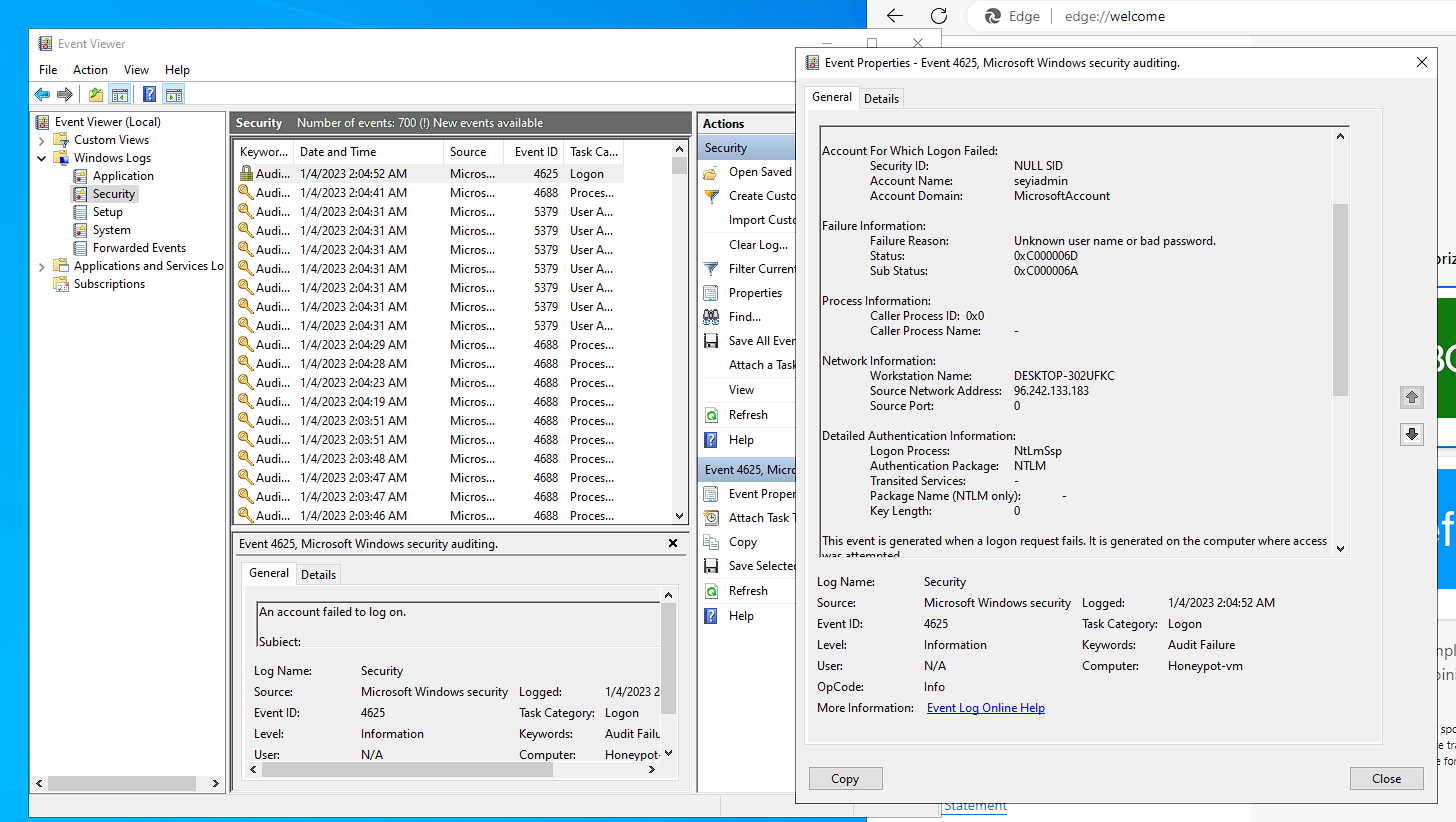 Edge
edge://welcome
Event Viewer
File Action View Help
Event Viewer (Local)
Custom Views
Windows Logs
Application
Security
Setup
System
Forwarded Events
Applications and Services Lo
Subscriptions
Security Number of events: 700 (!) New events available
Keywor... Date and Time Source Event ID Task Ca...
Audi... 1/4/2023 2:04:52 AM Micros... 4625 Logon
Audi... 1/4/2023 2:04:41 AM Micros... 4688 Proces...
Audi... 1/4/2023 2:04:31 AM Micros... 5379 User A...
Audi... 1/4/2023 2:04:31 AM Micros... 5379 User A...
Audi... 1/4/2023 2:04:31 AM Micros... 5379 User A...
Audi... 1/4/2023 2:04:31 AM Micros... 5379 User A...
Audi... 1/4/2023 2:04:31 AM Micros... 5379 User A...
Audi... 1/4/2023 2:04:31 AM Micros... 5379 User A...
Audi... 1/4/2023 2:04:31 AM Micros... 5379 User A...
Audi... 1/4/2023 2:04:29 AM Micros... 4688 Proces...
Audi... 1/4/2023 2:04:28 AM Micros... 4688 Proces...
Audi... 1/4/2023 2:04:23 AM Micros... 4688 Proces...
Audi... 1/4/2023 2:04:19 AM Micros... 4688 Proces...
Audi... 1/4/2023 2:03:51 AM Micros... 4688 Proces...
Audi... 1/4/2023 2:03:51 AM Micros... 4688 Proces...
Audi... 1/4/2023 2:03:48 AM Micros... 4688 Proces...
Audi... 1/4/2023 2:03:47 AM Micros... 4688 Proces...
Audi... 1/4/2023 2:03:47 AM Micros... 4688 Proces...
Audi... 1/4/2023 2:03:46 AM Micros... 4688 Proces...
Event 4625, Microsoft Windows security auditing.
General Details
An account failed to log on.
Subject:
Log Name: Security
Source: Microsoft Windows security Logged: 1/4/2023 2
Event ID: 4625 Task Category: Logon
Level: Information Keywords: Audit Failu
User: N/A Computer: Honeypot-
Actions
Security
Open Saved
Create Custo
Import Custo
Clear Log...
Filter Current
Properties
Find...
Save All Even
Attach a Task
View
Refresh
Help
Event 4625, Micro
Event Proper
Attach Task T
Copy
Save Selected
Refresh
Help
Event Properties - Event 4625, Microsoft Windows security auditing.
General Details
Account For Which Logon Failed:
Security ID: NULL SID
Account Name: seyiadmin
Account Domain: MicrosoftAccount
Failure Information:
Failure Reason: Unknown user name or bad password.
Status: 0xC000006D
Sub Status: 0xC000006A
Process Information:
Caller Process ID: 0x0
Caller Process Name: -
Network Information:
Workstation Name: DESKTOP-302UFKC
Source Network Address: 96.242.133.183
Source Port: 0
Detailed Authentication Information:
Logon Process: NtLmSsp
Authentication Package: NTLM
Transited Services: -
Package Name (NTLM only): -
Key Length: 0
This event is generated when a logon request fails. It is generated on the computer where access
was attempted
Log Name: Security
Source: Microsoft Windows security Logged: 1/4/2023 2:04:52 AM
Event ID: 4625 Task Category: Logon
Level: Information Keywords: Audit Failure
User: N/A Computer: Honeypot-vm
OpCode: Info
More Information: Event Log Online Help
Copy Close
Statement